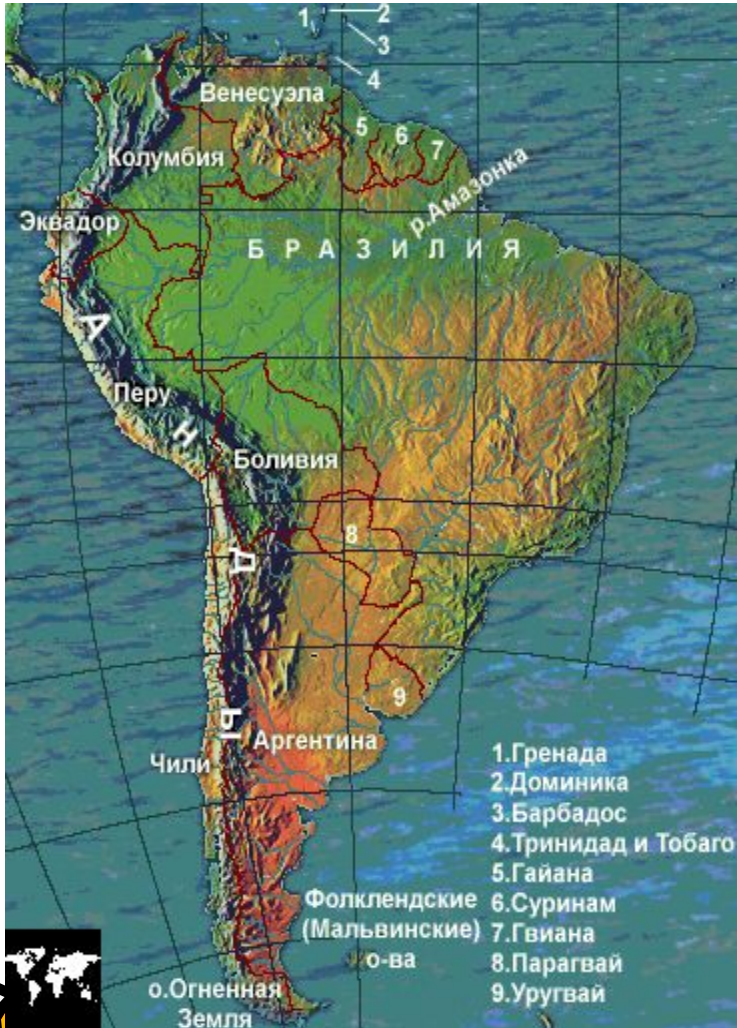 1
2
3
4
Венесуэла
5
6
7
Колумбия
р.Амазонка
Эквадор
БРАЗИЛИЯ
АНДЫ
Перу
Боливия
8
9
Аргентина
Чили
1.Гренада
2.Доминика
3.Барбадос
4.Тринидад и Тобаго
5.Гайана
6.Суринам
7.Гвиана
8.Парагвай
9.Уругвай
Фолклендские
(Мальвинские)
о-ва
о.Огненная
Земля